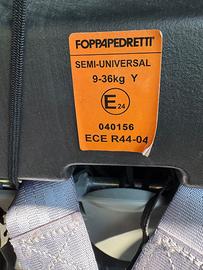 FOPPAPEDRETTI
SEMI-UNIVERSAL
9-36kg Y
E
24
040156
ECE R44-04